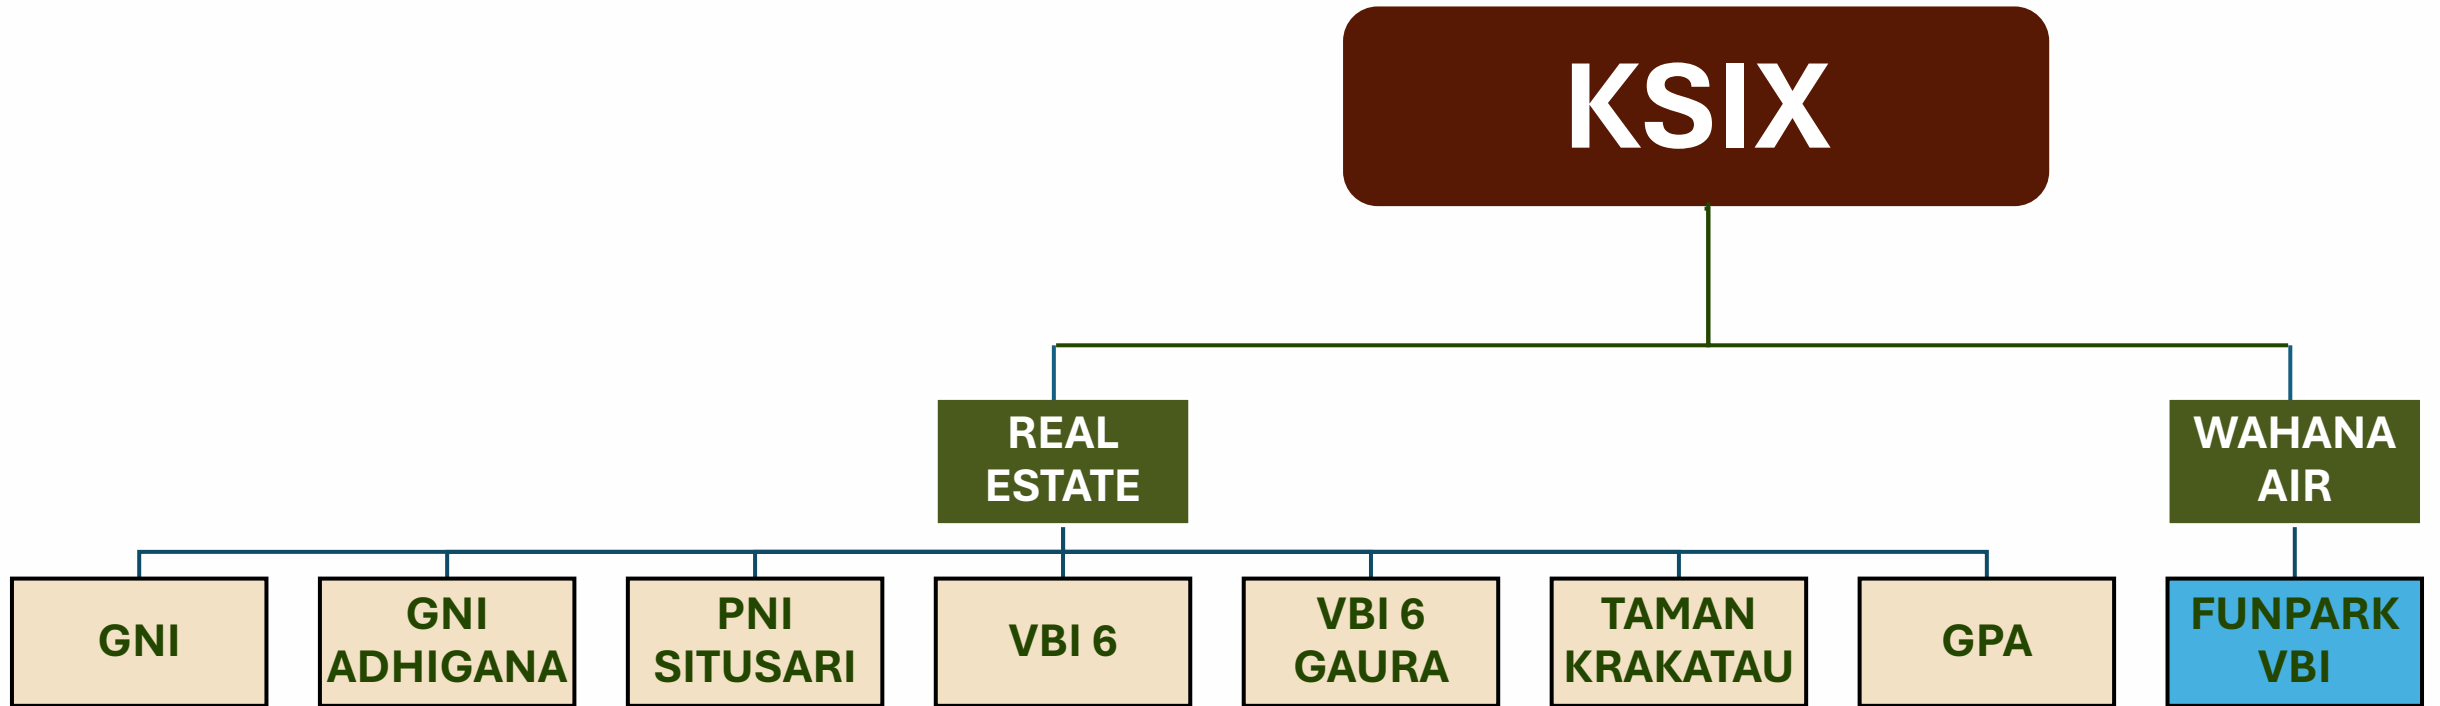 KSIX
REAL
ESTATE
WAHANA
AIR
GNI
GNI
ADHIGANA
PNI
SITUSARI
VBI 6
VBI 6
GAURA
TAMAN
KRAKATAU
GPA
FUNPARK
VBI